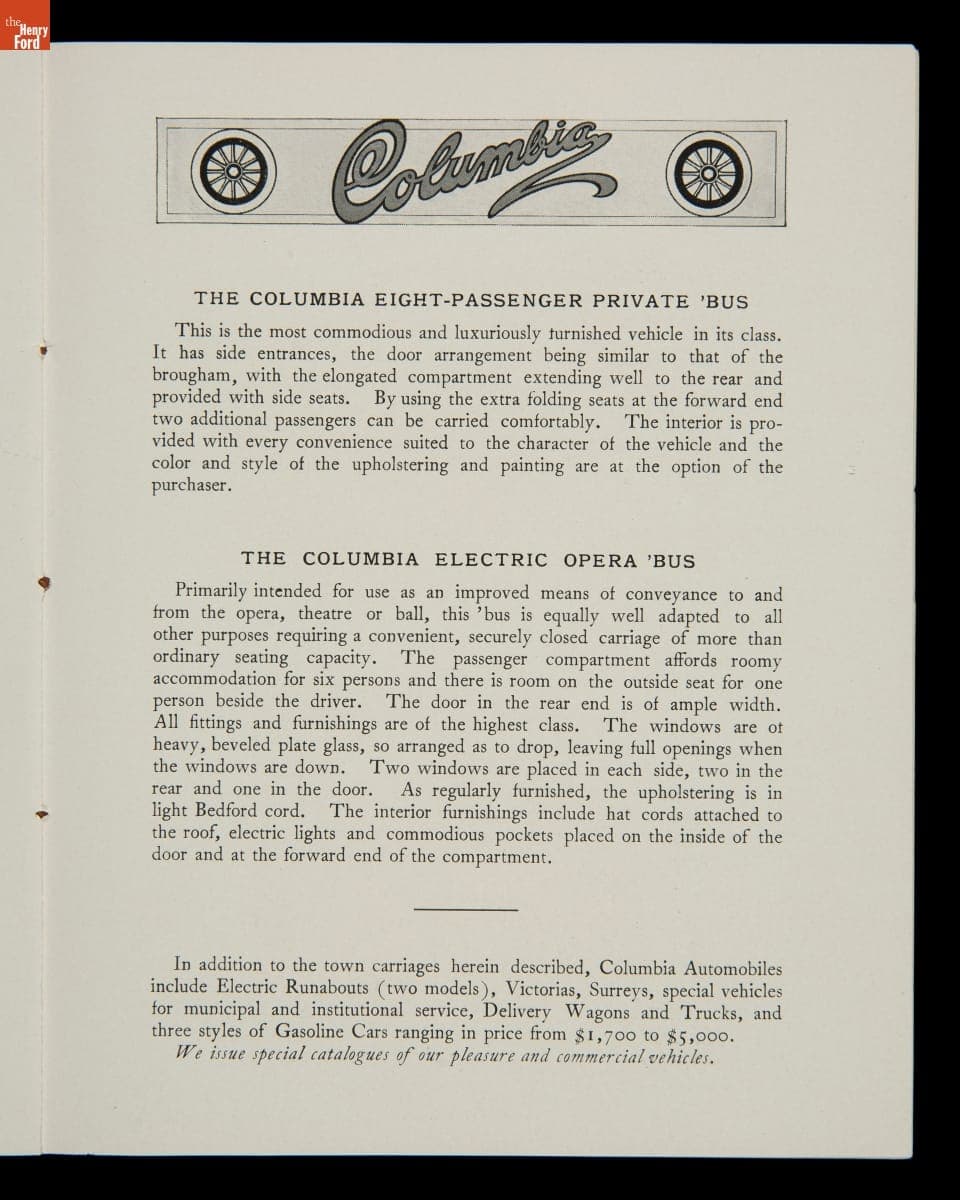 the
Henry
Ford
Columbia
THE COLUMBIA EIGHT-PASSENGER PRIVATE 'BUS
This is the most commodious and luxuriously furnished vehicle in its class.
It has side entrances, the door arrangement being similar to that of the
brougham, with the elongated compartment extending well to the rear and
provided with side seats. By using the extra folding seats at the forward end
two additional passengers can be carried comfortably. The interior is pro-
vided with every convenience suited to the character of the vehicle and the
color and style of the upholstering and painting are at the option of the
purchaser.
THE COLUMBIA ELECTRIC OPERA 'BUS
Primarily intended for use as an improved means of conveyance to and
from the opera, theatre or ball, this 'bus is equally well adapted to all
other purposes requiring a convenient, securely closed carriage of more than
ordinary seating capacity. The passenger compartment affords roomy
accommodation for six persons and there is room on the outside seat for one
person beside the driver. The door in the rear end is of ample width.
All fittings and furnishings are of the highest class. The windows are of
heavy, beveled plate glass, so arranged as to drop, leaving full openings when
the windows are down. Two windows are placed in each side, two in the
rear and one in the door. As regularly furnished, the upholstering is in
light Bedford cord. The interior furnishings include hat cords attached to
the roof, electric lights and commodious pockets placed on the inside of the
door and at the forward end of the compartment.
In addition to the town carriages herein described, Columbia Automobiles
include Electric Runabouts (two models), Victorias, Surreys, special vehicles
for municipal and institutional service, Delivery Wagons and Trucks, and
three styles of Gasoline Cars ranging in price from $1,700 to $5,000.
We issue special catalogues of our pleasure and commercial vehicles.